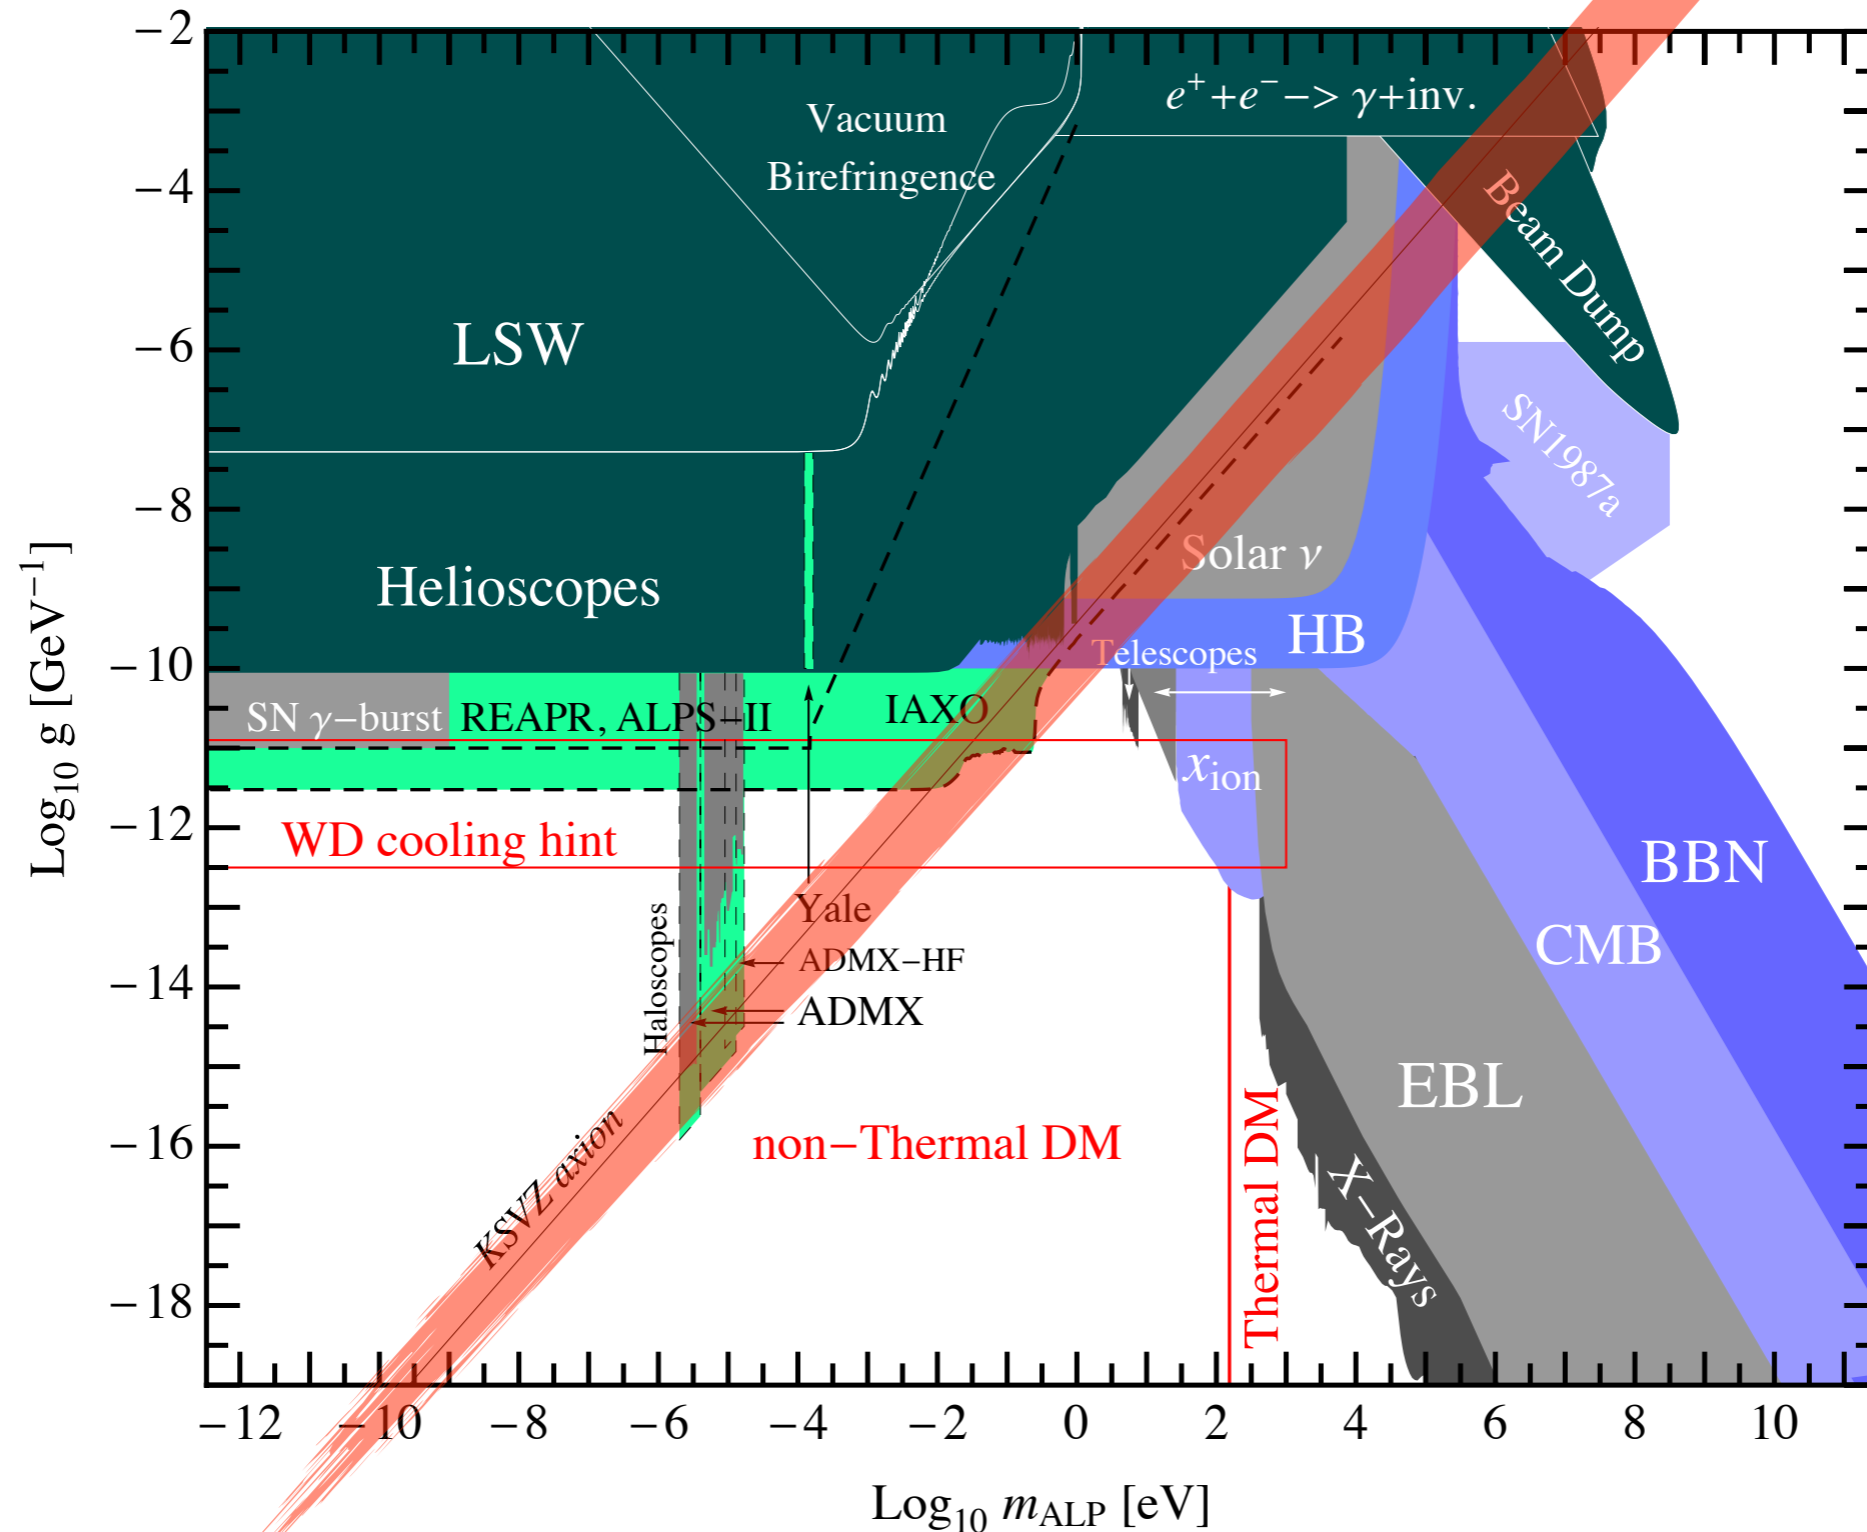 −2
−4
−6
−8
−10
−12
−14
−16
−18
Log10 g [GeV−1]
Vacuum
Birefringence
e+ +e− −> γ+inv.
LSW
Beam Dump
SN1987a
Helioscopes
Solar ν
HB
Telescopes
SN γ−burst
REAPR, ALPS−II
IAXO
xion
WD cooling hint
BBN
Haloscopes
Yale
ADMX−HF
ADMX
CMB
EBL
KSVZ axion
non−Thermal DM
Thermal DM
X−Rays
−12 −10 −8 −6 −4 −2 0 2 4 6 8 10
Log10 mALP [eV]